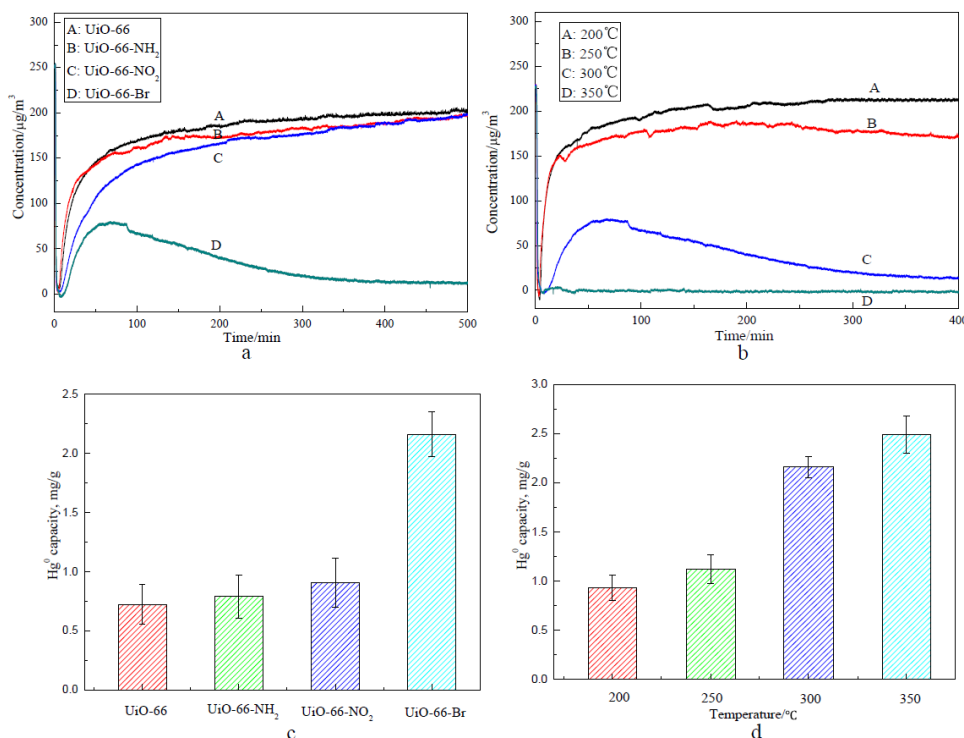 A: UiO-66
B: UiO-66-NH2
C: UiO-66-NO2
D: UiO-66-Br
300
250
200
150
100
50
0
Concentration/μg/m3
A
B
C
D
0 100 200 300 400 500
Time/min
a
A: 200℃
B: 250℃
C: 300℃
D: 350℃
300
250
200
150
100
50
0
Concentration/μg/m3
A
B
C
D
0 50 100 200 300 400
Time/min
b
2.5
2.0
1.5
1.0
0.5
0.0
Hg0 capacity, mg/g
UiO-66 UiO-66-NH2 UiO-66-NO2 UiO-66-Br
c
3.0
2.5
2.0
1.5
1.0
0.5
0.0
Hg0 capacity, mg/g
200 250 300 350
Temperature/℃
d